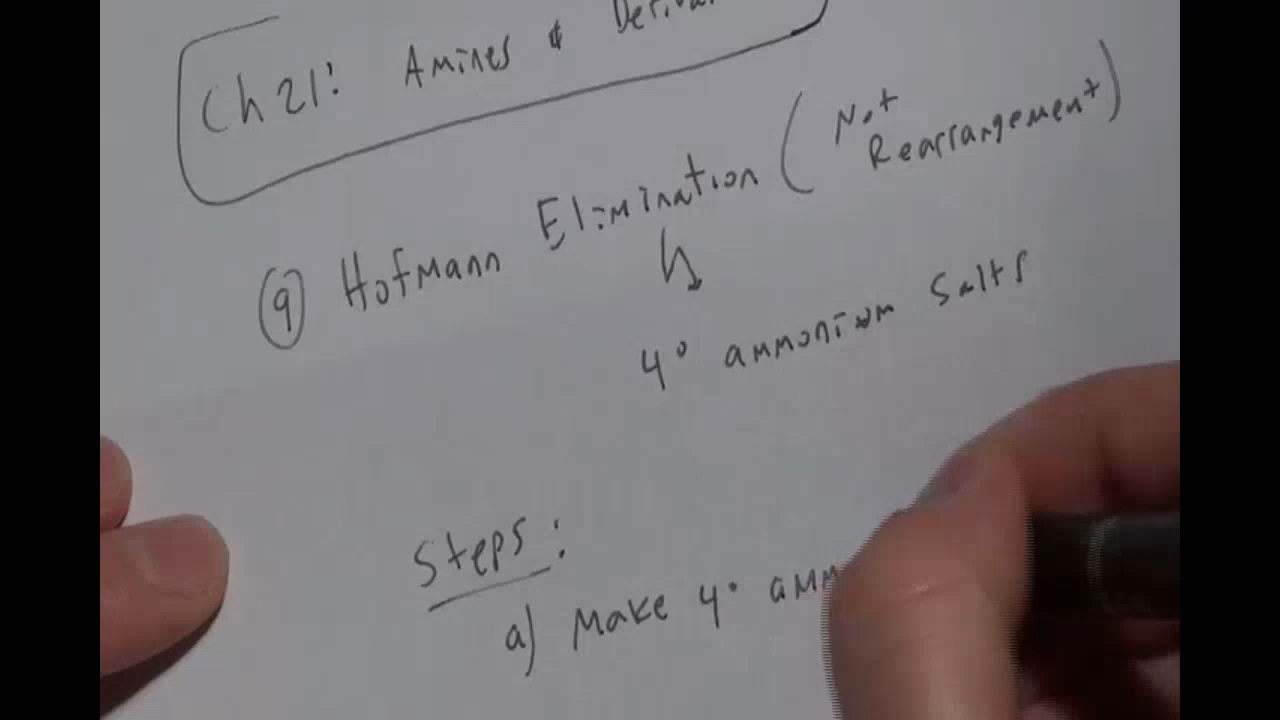 Ch 21: Amines &
⑨ Hofmann Elimination (Not
Rearrangement)
4° ammonium salts
Steps:
a) Make 4°